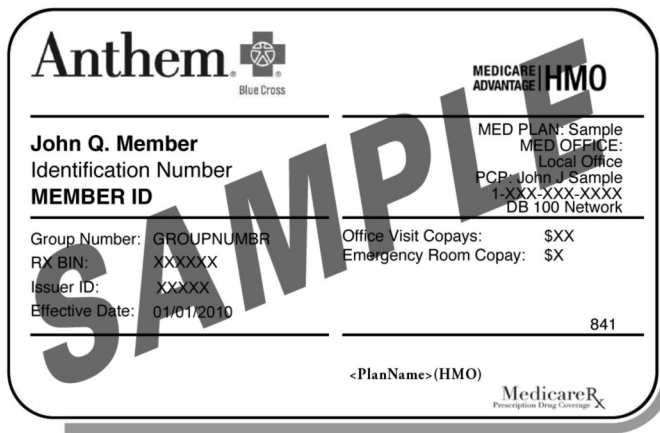 Anthem
Blue Cross
MEDICARE
ADVANTAGE HMO
John Q. Member
Identification Number
MEMBER ID
MED PLAN: Sample
MED OFFICE:
Local Office
PCP: John J Sample
1-XXX-XXX-XXXX
DB 100 Network
Group Number: GROUPNUMBR
RX BIN: XXXXXX
Issuer ID: XXXXX
Effective Date: 01/01/2010
Office Visit Copays: $XX
Emergency Room Copay: $X
841
SAMPLE
<PlanName>(HMO)
MedicareRx
Prescription Drug Coverage